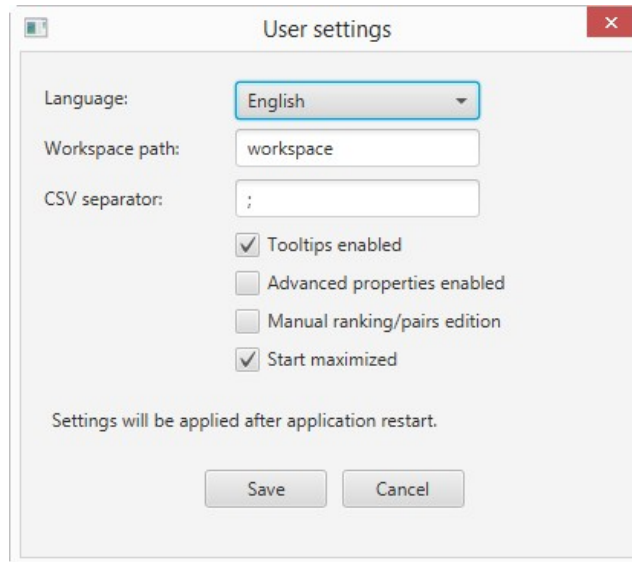 User settings
Language: English
Workspace path: workspace
CSV separator: ;
Tooltips enabled
Advanced properties enabled
Manual ranking/pairs edition
Start maximized
Settings will be applied after application restart.
Save Cancel